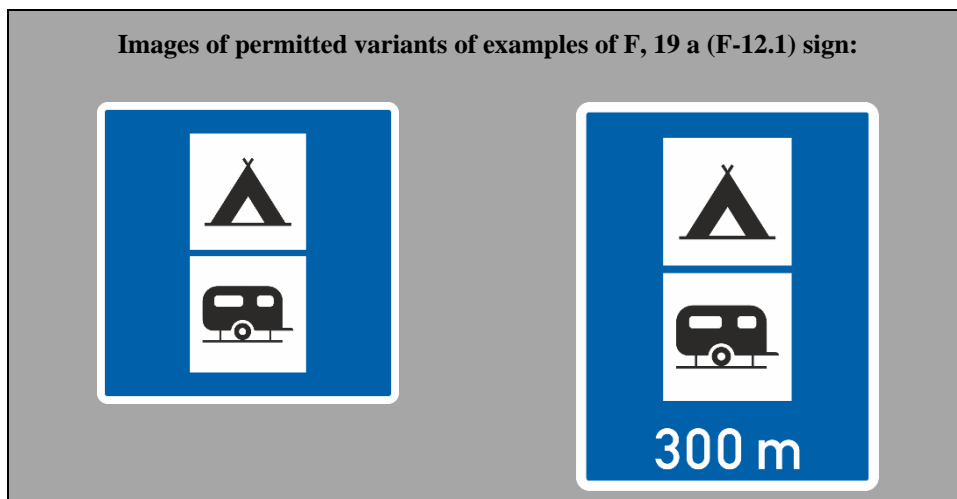 Images of permitted variants of examples of F, 19 a (F-12.1) sign:
300 m